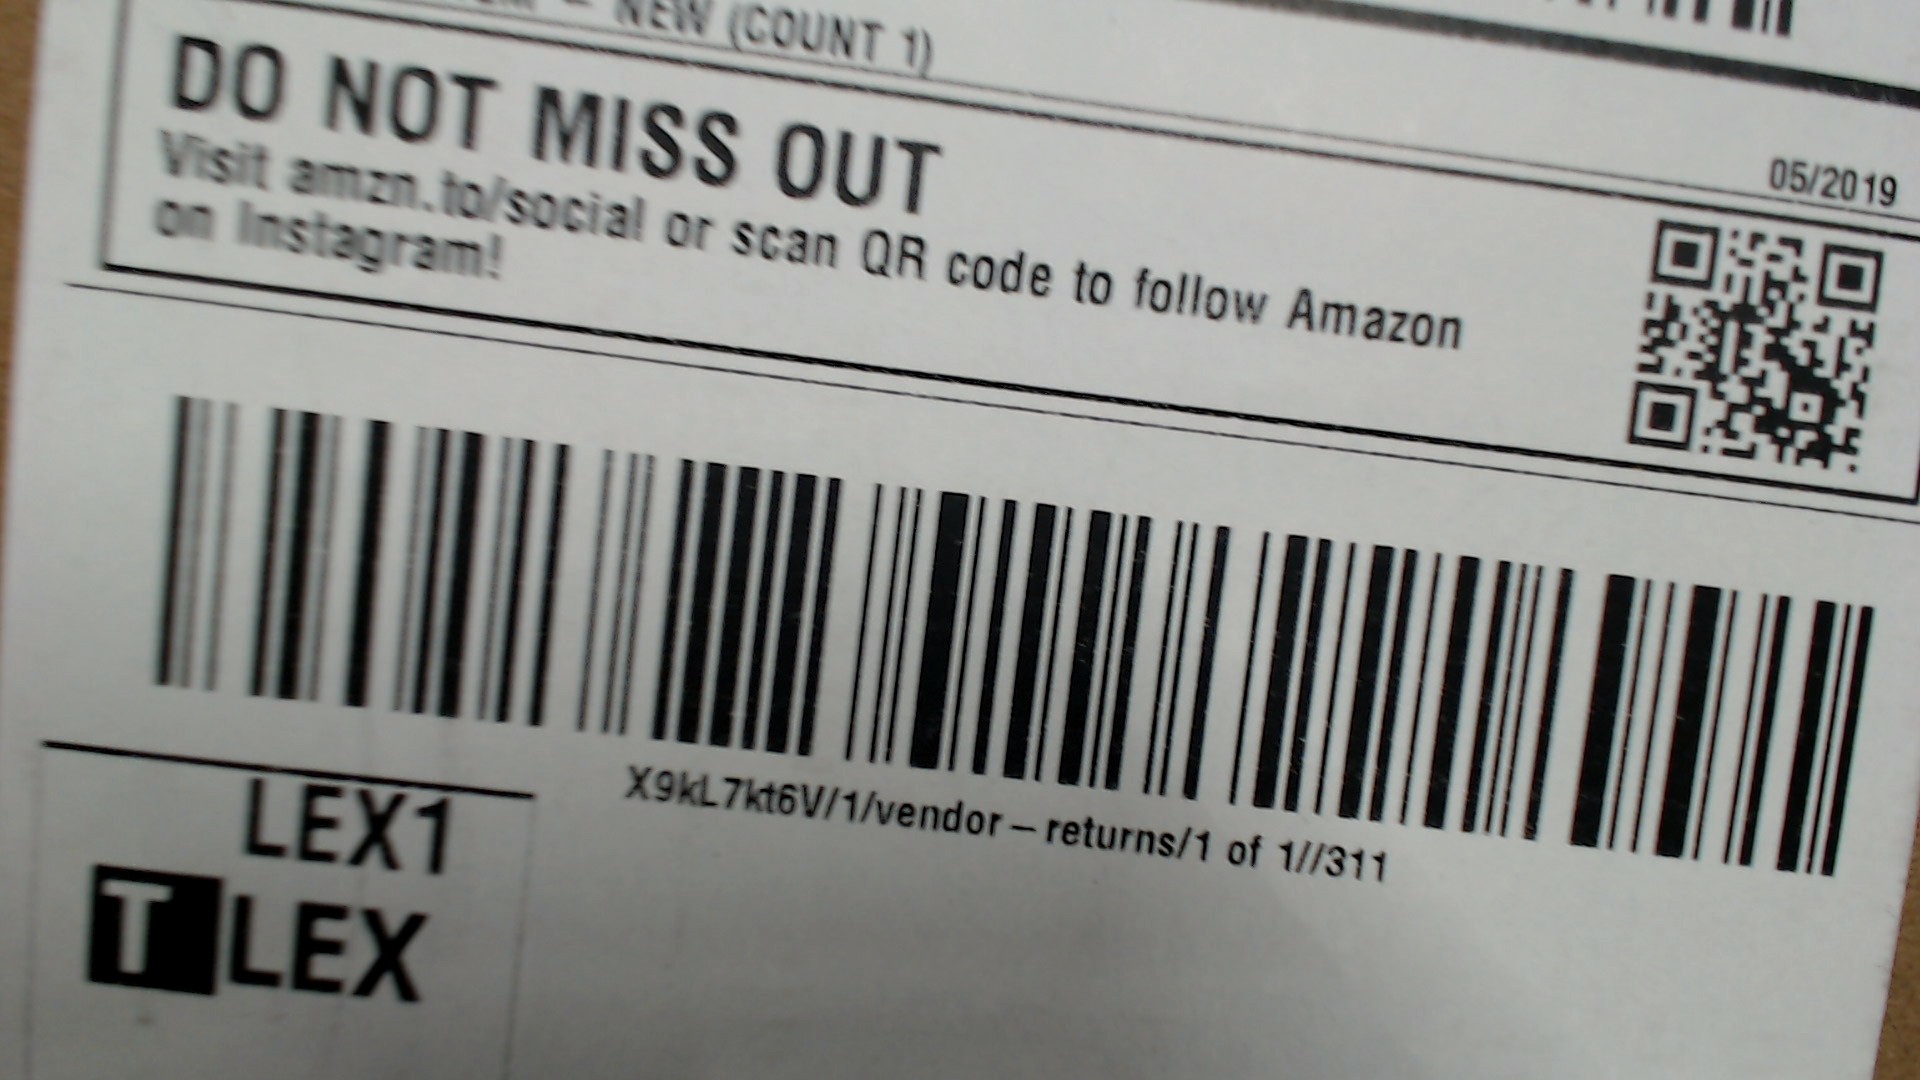 NEW (COUNT 1)
05/2019
DO NOT MISS OUT
Visit amzn.to/social or scan QR code to follow Amazon
on Instagram!
X9kL7kt6V/1/vendor – returns/1 of 1//311
LEX1
T LEX